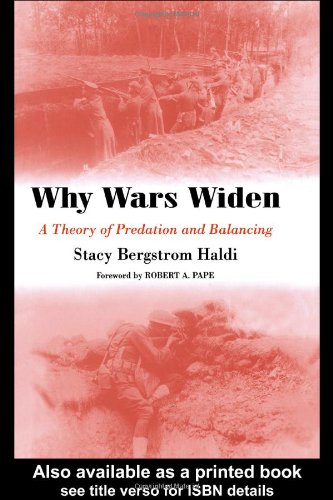 Why Wars Widen
A Theory of Predation and Balancing
Stacy Bergstrom Haldi
Foreword by ROBERT A. PAPE
Also available as a printed book
see title verso for ISBN details